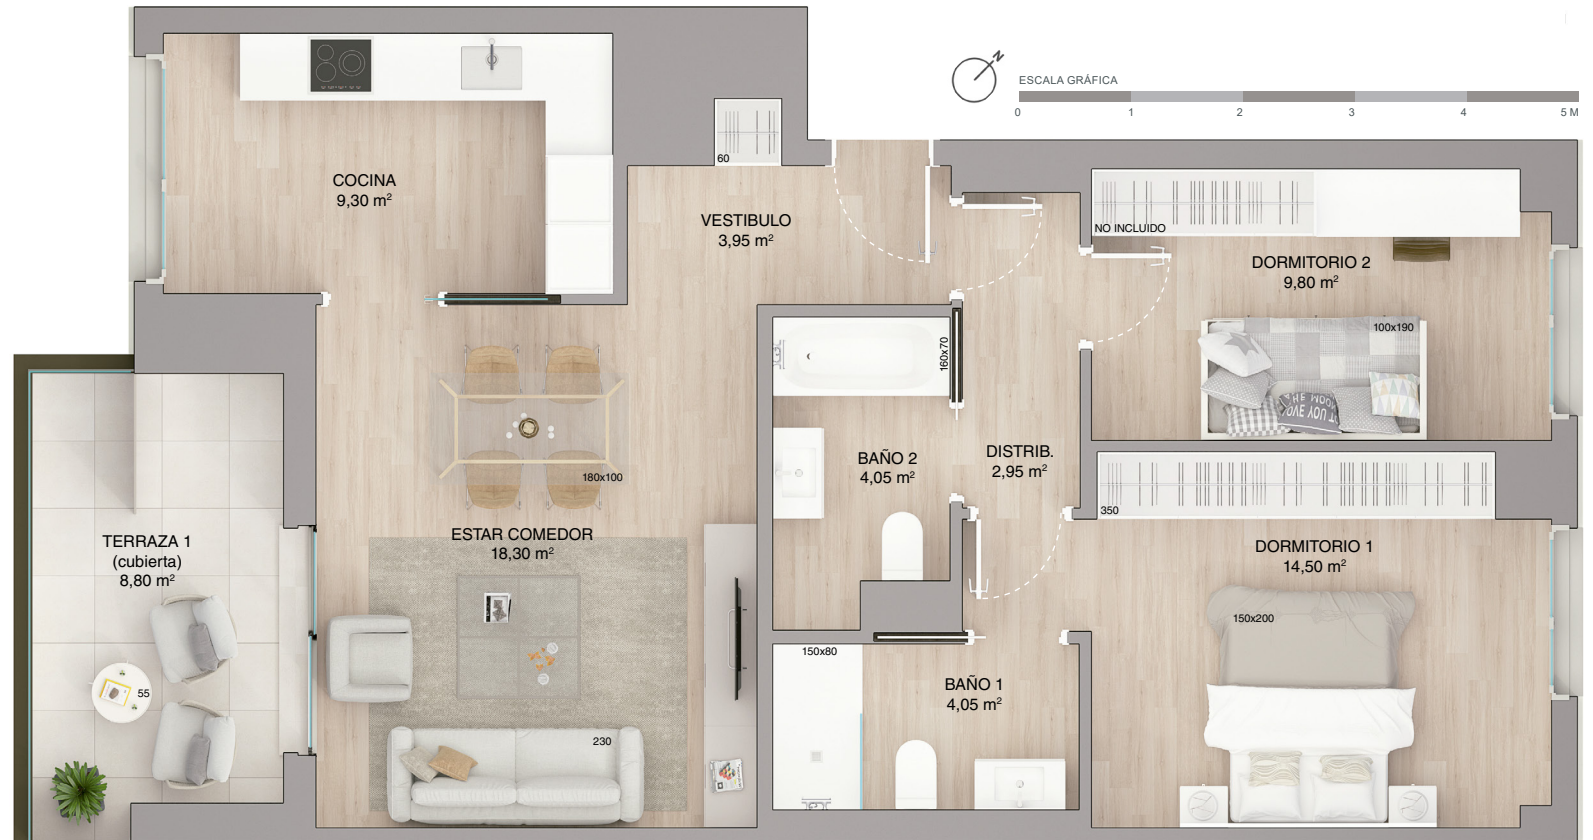 N
ESCALA GRÁFICA
0 1 2 3 4 5 M
COCINA
9,30 m²
60
VESTIBULO
3,95 m²
NO INCLUIDO
DORMITORIO 2
9,80 m²
100x190
160x70
BAÑO 2
4,05 m²
DISTRIB.
2,95 m²
180x100
350
ESTAR COMEDOR
18,30 m²
TERRAZA 1
(cubierta)
8,80 m²
DORMITORIO 1
14,50 m²
150x200
150x80
BAÑO 1
4,05 m²
55
230